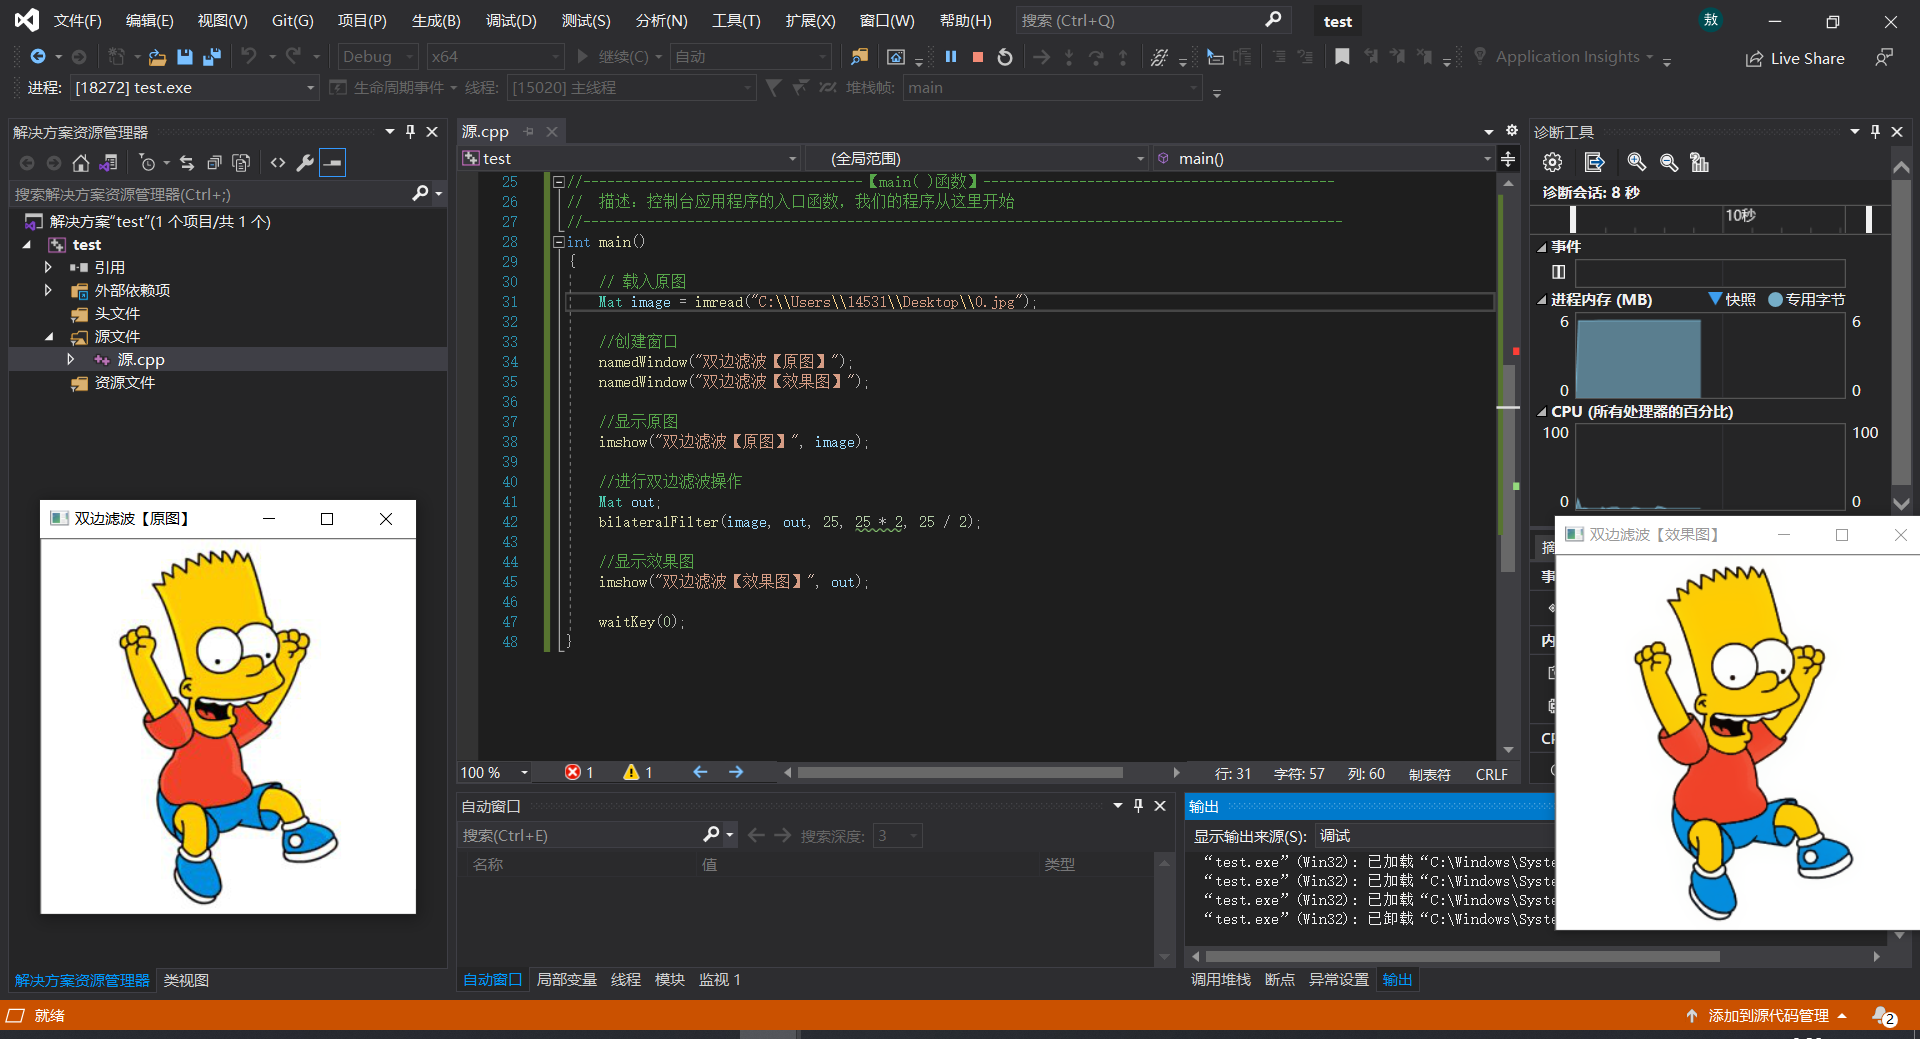 文件(F) 编辑(E) 视图(V) Git(G) 项目(P) 生成(B) 调试(D) 测试(S) 分析(N) 工具(T) 扩展(X) 窗口(W) 帮助(H) 搜索 (Ctrl+Q) test 敖
Debug x64 继续(C) 自动 Application Insights Live Share
进程: [18272] test.exe 生命周期事件 线程: [15020] 主线程 堆栈帧: main
解决方案资源管理器
搜索解决方案资源管理器(Ctrl+;)
解决方案"test"(1 个项目/共 1 个)
test
引用
外部依赖项
头文件
源文件
源.cpp
资源文件
双边滤波【原图】
解决方案资源管理器 类视图
源.cpp
test (全局范围) main()
25 //-----------------------------------【main( )函数】--------------------------------------------
26 // 描述: 控制台应用程序的入口函数, 我们的程序从这里开始
27 //-----------------------------------------------------------------------------------------------
28 int main()
29 {
30 // 载入原图
31 Mat image = imread("C:\\Users\\14531\\Desktop\\0.jpg");
32
33 //创建窗口
34 namedWindow("双边滤波【原图】");
35 namedWindow("双边滤波【效果图】");
36
37 //显示原图
38 imshow("双边滤波【原图】", image);
39
40 //进行双边滤波操作
41 Mat out;
42 bilateralFilter(image, out, 25, 25 * 2, 25 / 2);
43
44 //显示效果图
45 imshow("双边滤波【效果图】", out);
46
47 waitKey(0);
48 }
100 % 1 1 行: 31 字符: 57 列: 60 制表符 CRLF
自动窗口
搜索(Ctrl+E) 搜索深度: 3
名称 值 类型
自动窗口 局部变量 线程 模块 监视 1
输出
显示输出来源(S): 调试
“test.exe”(Win32): 已加载“C:\Windows\Syste
“test.exe”(Win32): 已加载“C:\Windows\Syste
“test.exe”(Win32): 已加载“C:\Windows\Syste
“test.exe”(Win32): 已卸载“C:\Windows\Syste
调用堆栈 断点 异常设置 输出
诊断工具
诊断会话: 8 秒
10秒
事件
进程内存 (MB) 快照 专用字节
6 6
0 0
CPU (所有处理器的百分比)
100 100
0 0
双边滤波【效果图】
就绪 添加到源代码管理 2